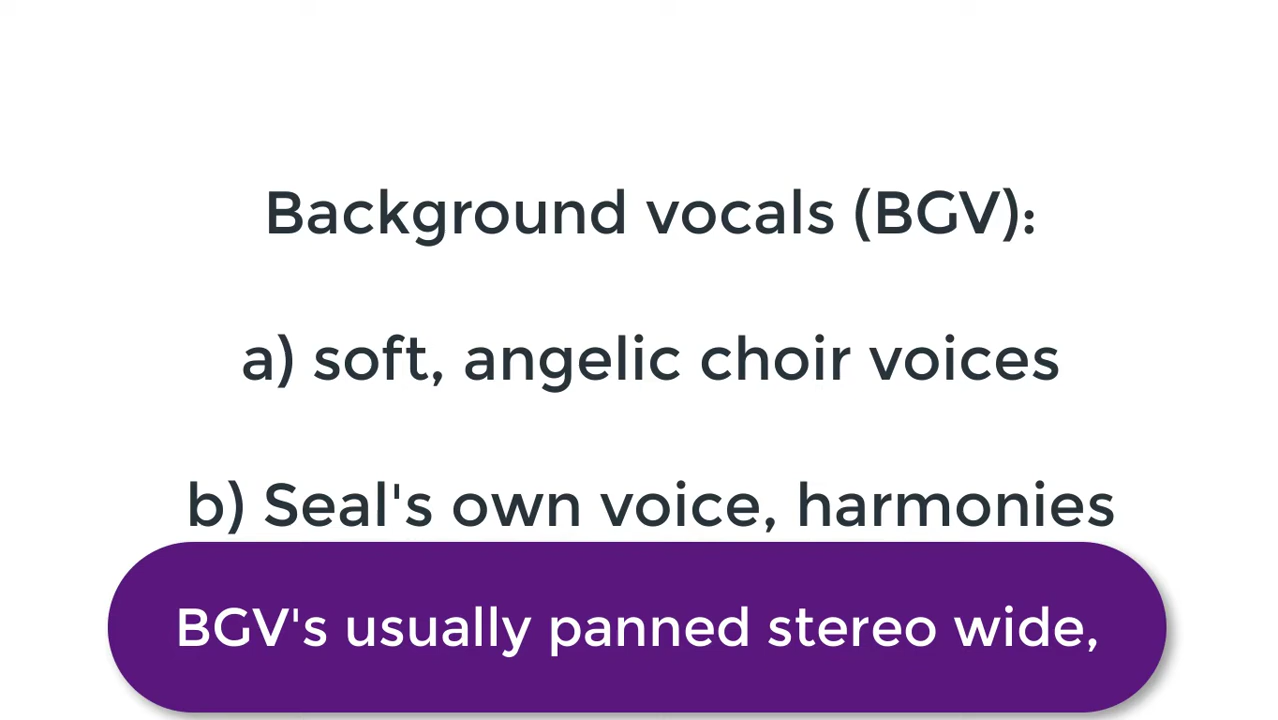 Background vocals (BGV):
a) soft, angelic choir voices
b) Seal's own voice, harmonies
BGV's usually panned stereo wide,